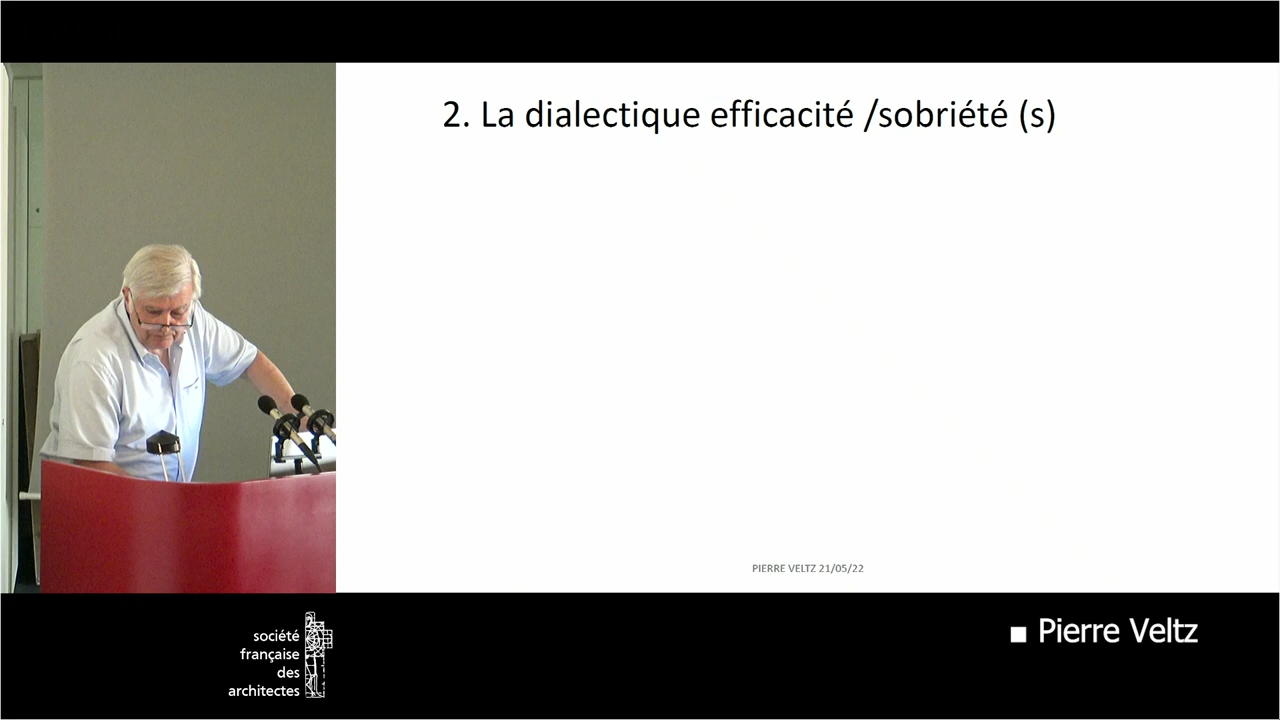 2. La dialectique efficacité /sobriété (s)
PIERRE VELTZ 21/05/22
société
française
des
architectes
Pierre Veltz